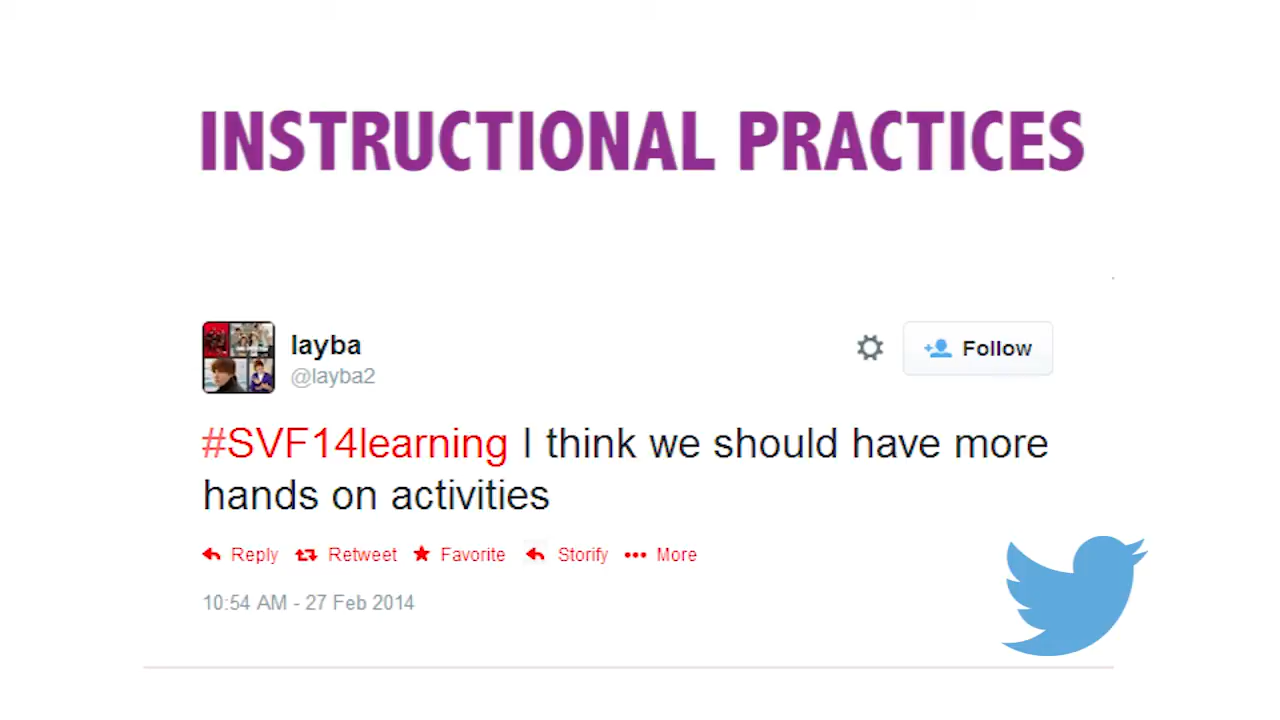 INSTRUCTIONAL PRACTICES
layba
@layba2
Follow
#SVF14learning I think we should have more
hands on activities
Reply Retweet Favorite Storify More
10:54 AM - 27 Feb 2014